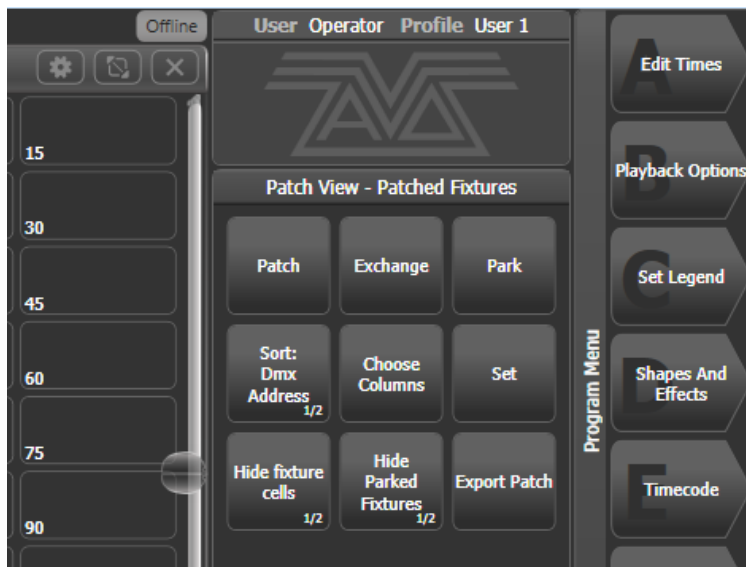 Offline
User Operator Profile User 1
AVO
15
30
45
60
75
90
Patch View - Patched Fixtures
Patch
Exchange
Park
Sort:
Dmx
Address
1/2
Choose
Columns
Set
Hide fixture
cells
1/2
Hide
Parked
Fixtures
1/2
Export Patch
Program Menu
A
Edit Times
B
Playback Options
C
Set Legend
D
Shapes And
Effects
E
Timecode